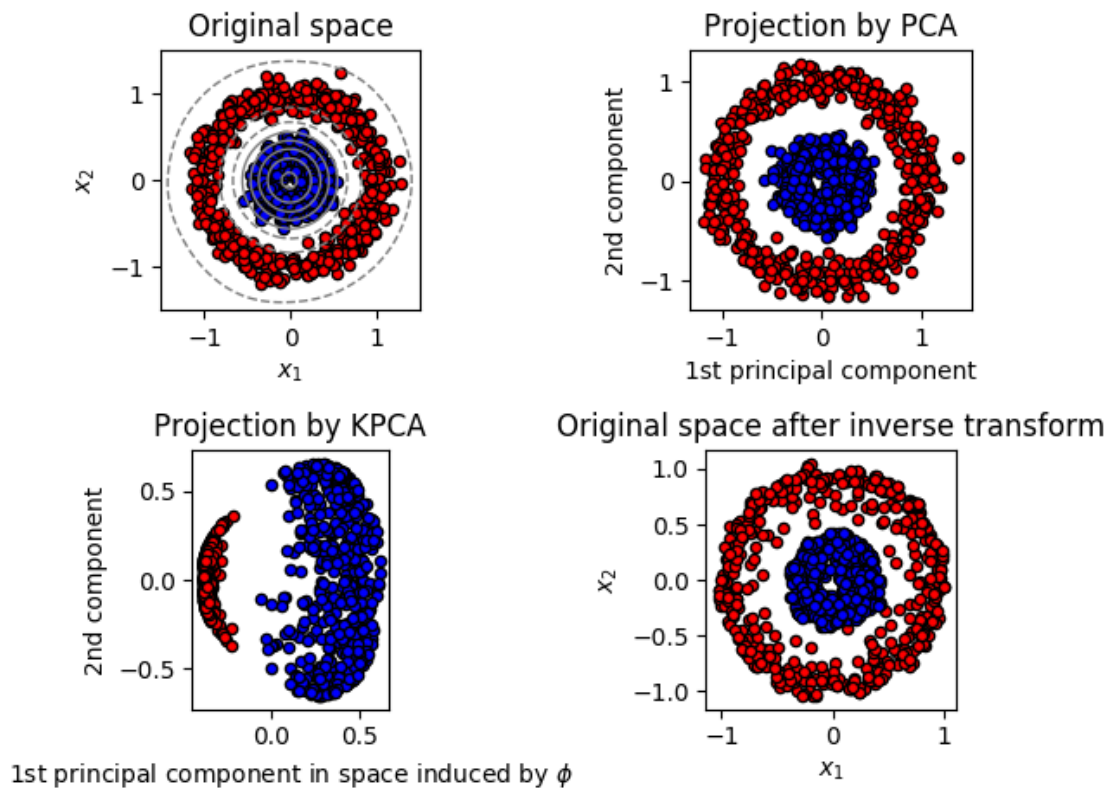 Original space
1
0
−1
x₂
−1
0
1
x₁
Projection by PCA
1
0
−1
2nd component
−1
0
1
1st principal component
Projection by KPCA
0.5
0.0
−0.5
2nd component
0.0
0.5
1st principal component in space induced by ϕ
Original space after inverse transform
1.0
0.5
0.0
−0.5
−1.0
x₂
−1
0
1
x₁